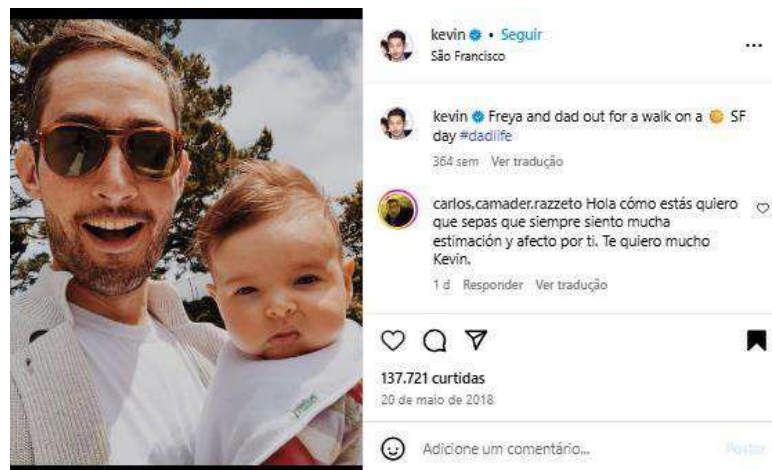 kevin • Seguir
São Francisco
kevin Freya and dad out for a walk on a 🌞 SF
day #dadlife
364 sem Ver tradução
carlos,camader.razzeto Hola cómo estás quiero
que sepas que siempre siento mucha
estimación y afecto por ti. Te quiero mucho
Kevin.
1 d Responder Ver tradução
137.721 curtidas
20 de maio de 2018
Adicione um comentário...
Postar